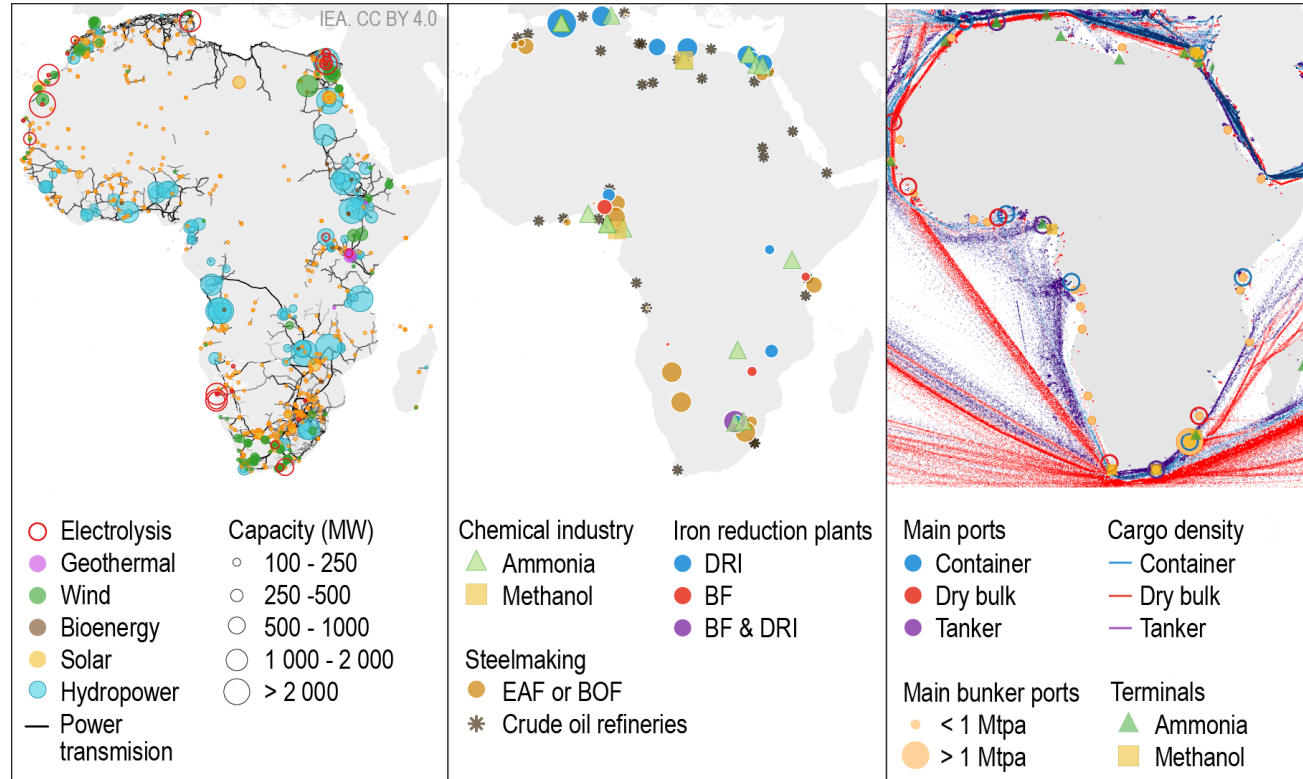 IEA. CC BY 4.0
Electrolysis
Geothermal
Wind
Bioenergy
Solar
Hydropower
Power
transmision
Capacity (MW)
100 - 250
250 -500
500 - 1000
1 000 - 2 000
> 2 000
Chemical industry
Ammonia
Methanol
Iron reduction plants
DRI
BF
BF & DRI
Steelmaking
EAF or BOF
Crude oil refineries
Main ports
Container
Dry bulk
Tanker
Cargo density
Container
Dry bulk
Tanker
Main bunker ports
< 1 Mtpa
> 1 Mtpa
Terminals
Ammonia
Methanol